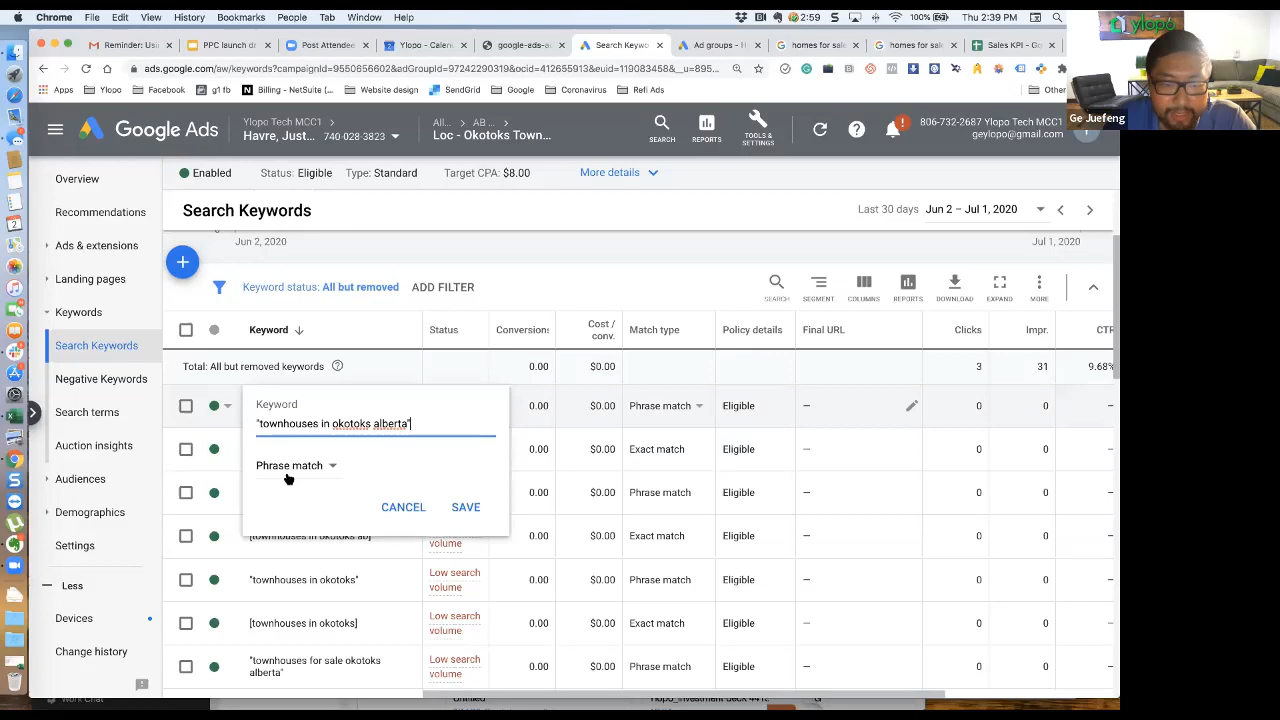 Chrome File Edit View History Bookmarks People Tab Window Help
2:59 100% Thu 2:39 PM
Reminder: Us
PPC launch d
Post Attendee
Ylopo - Calen
google-ads-a
Search Keywo
Ad groups - H
homes for sal
homes for sal
Sales KPI - Go
ads.google.com/aw/keywords?campaignId=9550656602&adGroupId=97242290319&ocid=412655913&euid=119083458&__u=895...
Apps Ylopo Facebook g1 fb Billing - NetSuite (... SendGrid Google Coronavirus Refi Ads Othe
ylopo
Ge Juefeng
Google Ads
Ylopo Tech MCC1
Havre, Just... 740-028-3823
All... AB ...
Loc - Okotoks Town...
SEARCH
REPORTS
TOOLS & SETTINGS
806-732-2687 Ylopo Tech MCC1
geylopo@gmail.com
Enabled Status: Eligible Type: Standard Target CPA: $8.00 More details
Search Keywords
Last 30 days Jun 2 – Jul 1, 2020
Jun 2, 2020
Jul 1, 2020
Overview
Recommendations
Ads & extensions
Landing pages
Keywords
Search Keywords
Negative Keywords
Search terms
Auction insights
Audiences
Demographics
Settings
Less
Devices
Change history
Keyword status: All but removed ADD FILTER
SEARCH SEGMENT COLUMNS REPORTS DOWNLOAD EXPAND MORE
Keyword Status Conversions Cost / conv. Match type Policy details Final URL Clicks Impr. CTR
Total: All but removed keywords 0.00 $0.00 3 31 9.68%
Keyword
"townhouses in okotoks alberta"
Phrase match
CANCEL SAVE
0.00 $0.00 Phrase match Eligible — 0 0 –
0.00 $0.00 Exact match Eligible — 0 0 –
0.00 $0.00 Phrase match Eligible — 0 0 –
[townhouses in okotoks ab] volume 0.00 $0.00 Exact match Eligible — 0 0 –
"townhouses in okotoks" Low search volume 0.00 $0.00 Phrase match Eligible — 0 0 –
[townhouses in okotoks] Low search volume 0.00 $0.00 Exact match Eligible — 0 0 –
"townhouses for sale okotoks alberta" Low search volume 0.00 $0.00 Phrase match Eligible — 0 0 –
Work Chat
Untitled